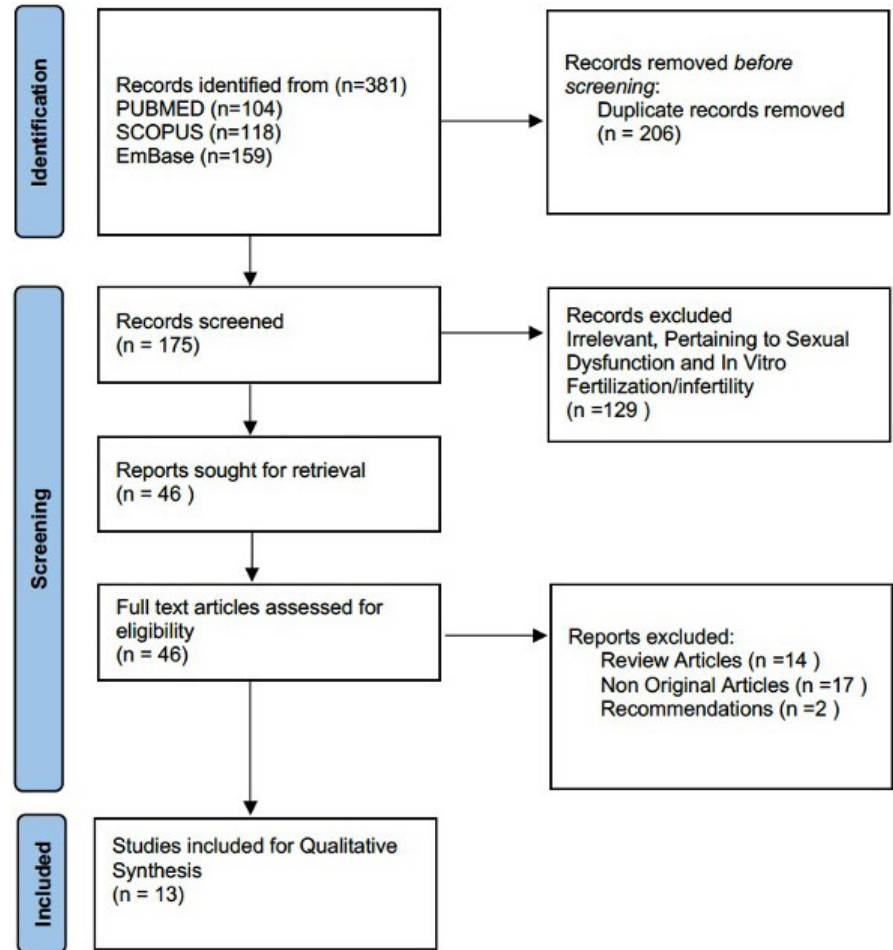 Identification
Records identified from (n=381)
PUBMED (n=104)
SCOPUS (n=118)
EmBase (n=159)
Records removed before
screening:
Duplicate records removed
(n = 206)
Screening
Records screened
(n = 175)
Records excluded
Irrelevant, Pertaining to Sexual
Dysfunction and In Vitro
Fertilization/infertility
(n =129 )
Reports sought for retrieval
(n = 46 )
Full text articles assessed for
eligibility
(n = 46)
Reports excluded:
Review Articles (n =14 )
Non Original Articles (n =17 )
Recommendations (n =2 )
Included
Studies included for Qualitative
Synthesis
(n = 13)